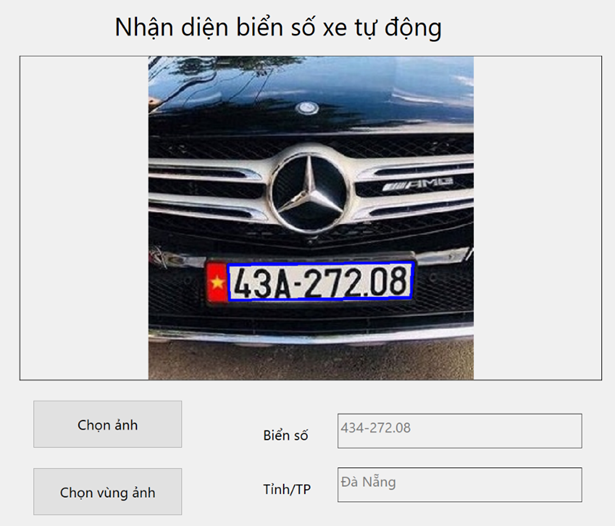 Nhận diện biển số xe tự động
AMG
43A-272.08
Chọn ảnh
Biển số
434-272.08
Chọn vùng ảnh
Tỉnh/TP
Đà Nẵng